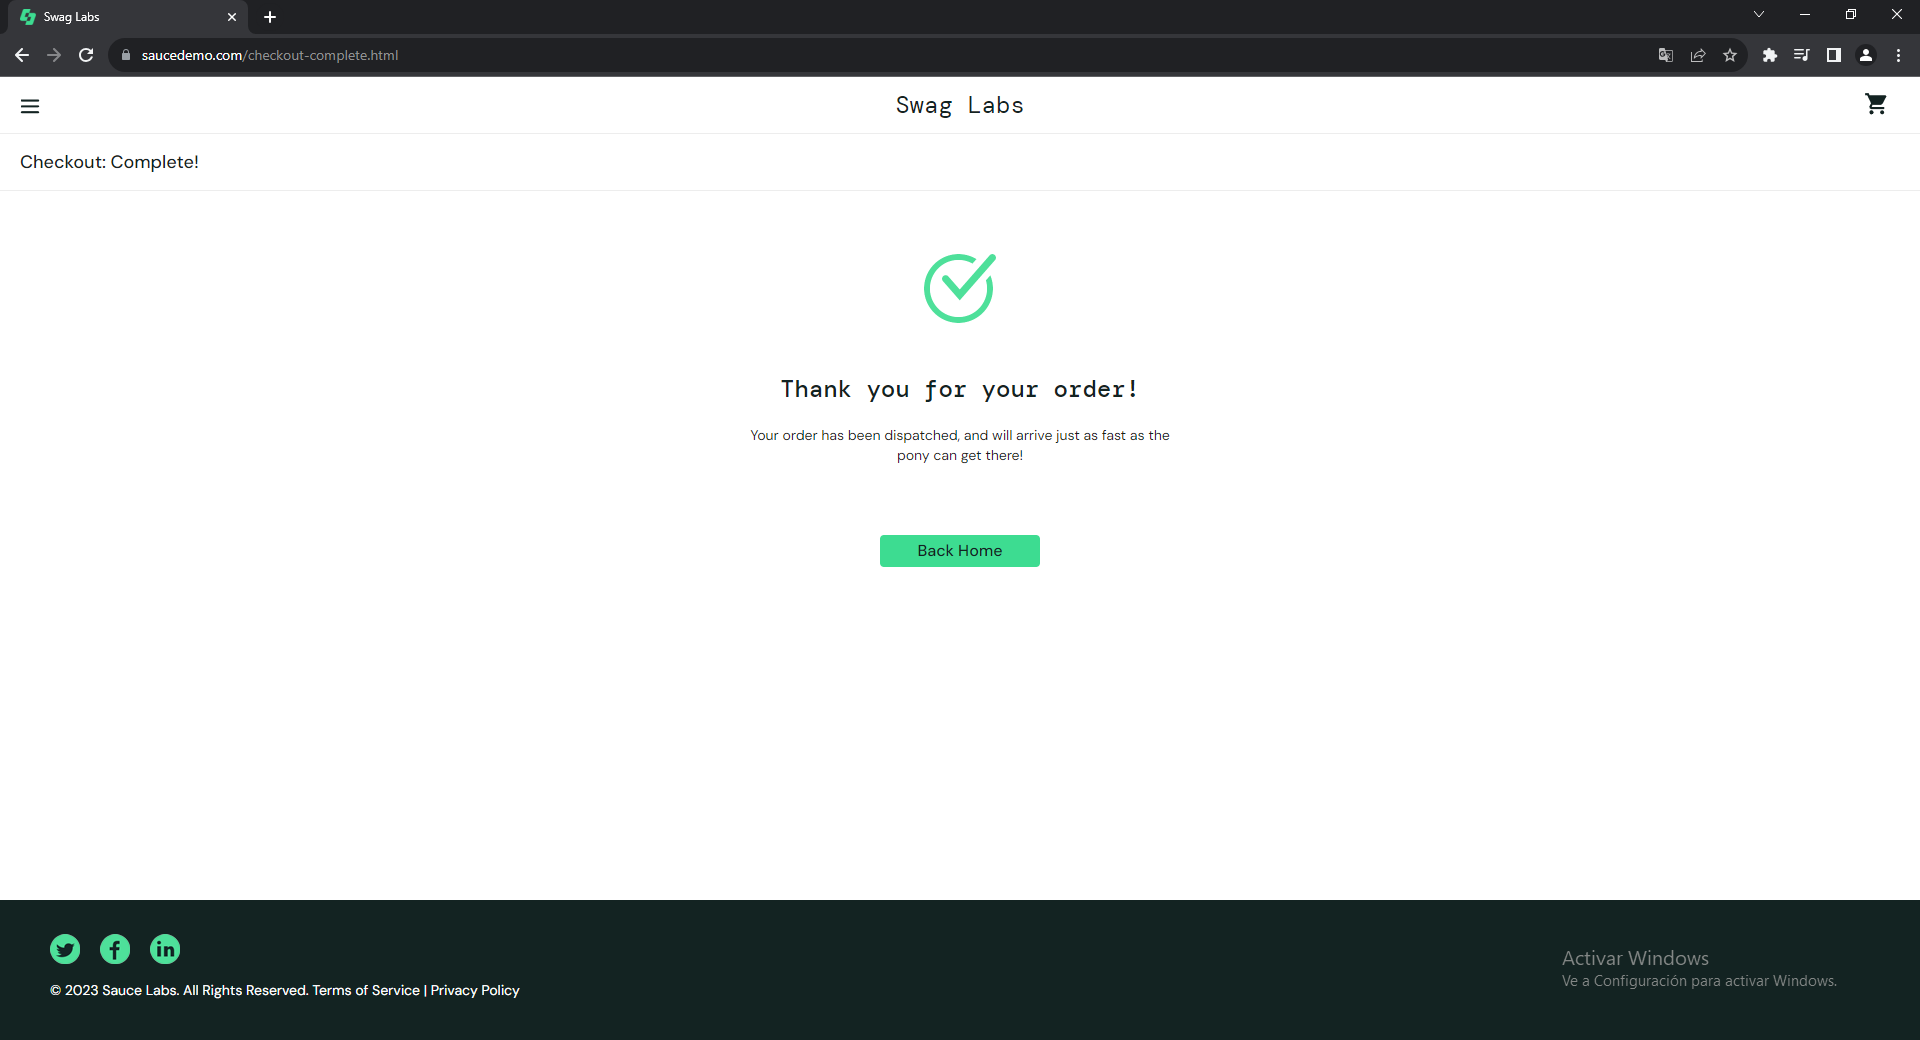 Swag Labs
saucedemo.com/checkout-complete.html
Swag Labs
Checkout: Complete!
Thank you for your order!
Your order has been dispatched, and will arrive just as fast as the
pony can get there!
Back Home
© 2023 Sauce Labs. All Rights Reserved. Terms of Service | Privacy Policy
Activar Windows
Ve a Configuración para activar Windows.